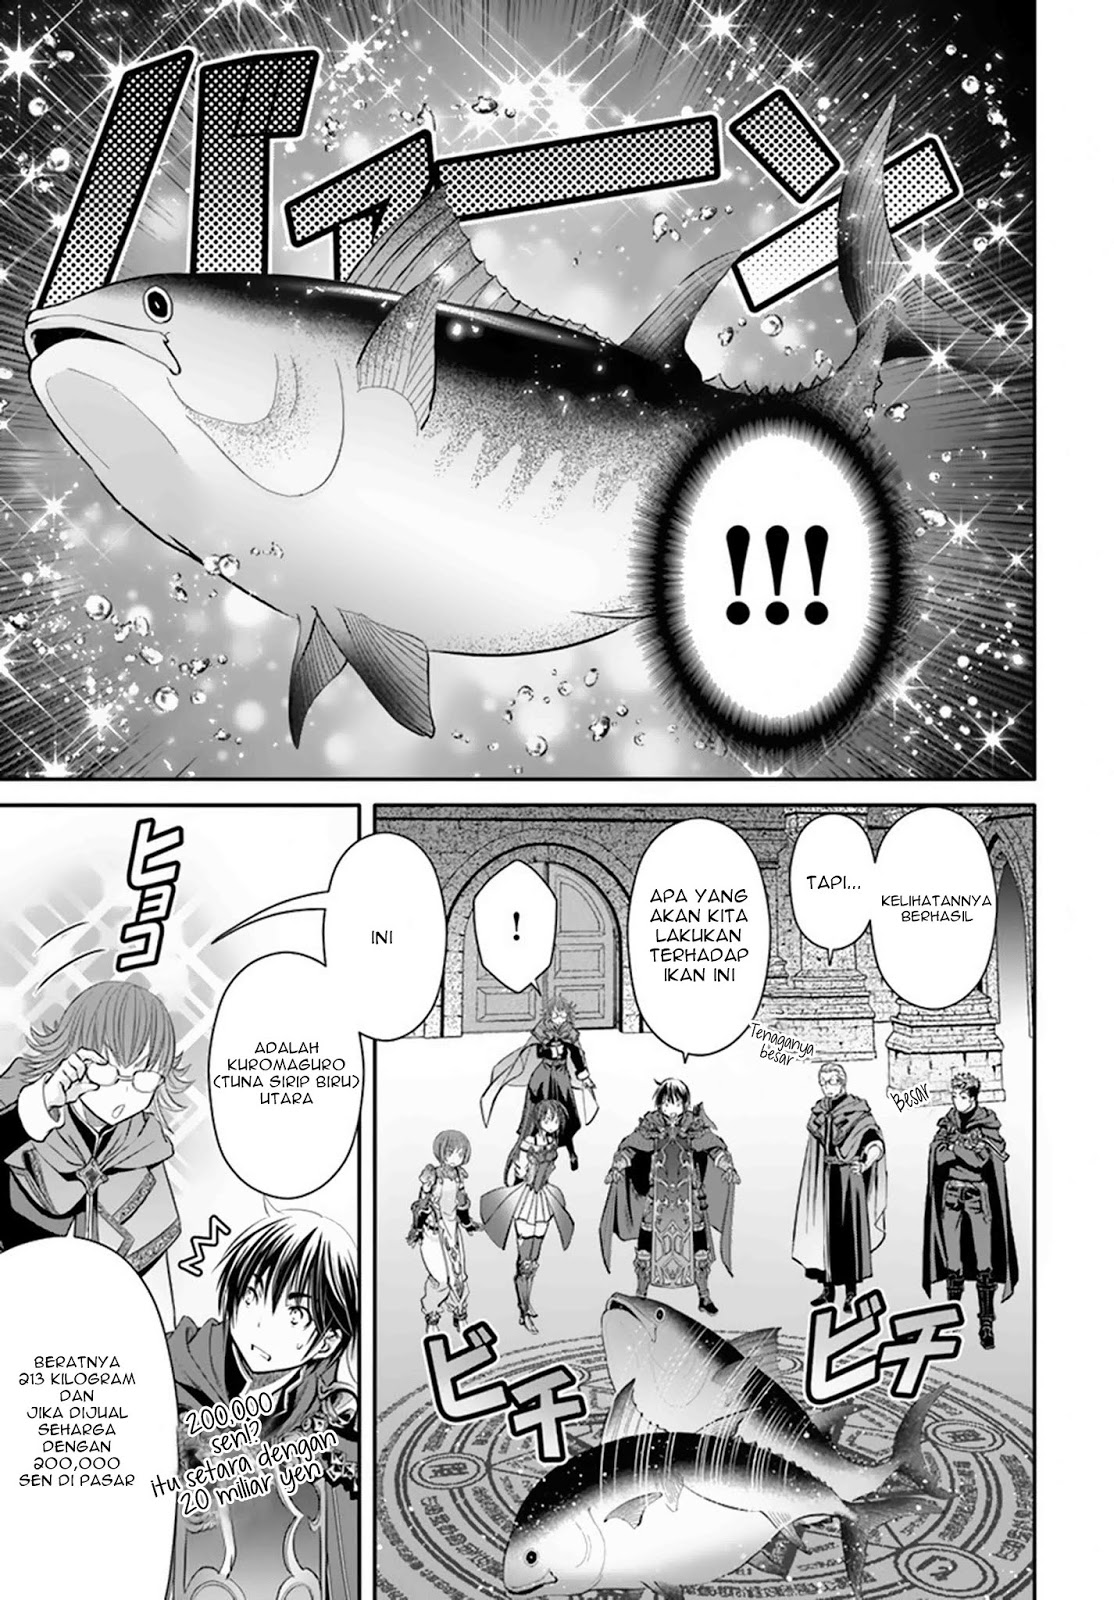 バイーン
!!!
KELIHATANNYA
BERHASIL
TAPI...
APA YANG
AKAN KITA
LAKUKAN
TERHADAP
IKAN INI
!
Tenaganya
besar
Besar
ビチ
ビチ
INI
ADALAH
KUROMAGURO
(TUNA SIRIP BIRU)
UTARA
ヒョコ
BERATNYA
213 KILOGRAM
DAN
JIKA DIJUAL
SEHARGA
DENGAN
200,000
SEN DI PASAR
200,000
sen!?
itu setara dengan
20 miliar yen